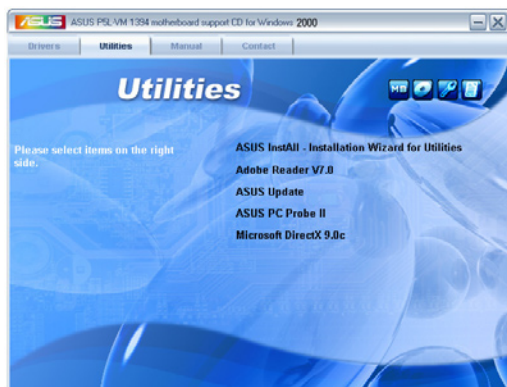 ASUS ASUS P5L-VM 1394 motherboard support CD for Windows 2000
Drivers Utilities Manual Contact
Utilities
MB
Please select items on the right side.
ASUS InstAll - Installation Wizard for Utilities
Adobe Reader V7.0
ASUS Update
ASUS PC Probe II
Microsoft DirectX 9.0c